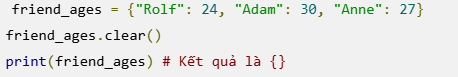 friend_ages = {"Rolf": 24, "Adam": 30, "Anne": 27}
friend_ages.clear()
print(friend_ages) # Kết quả là {}